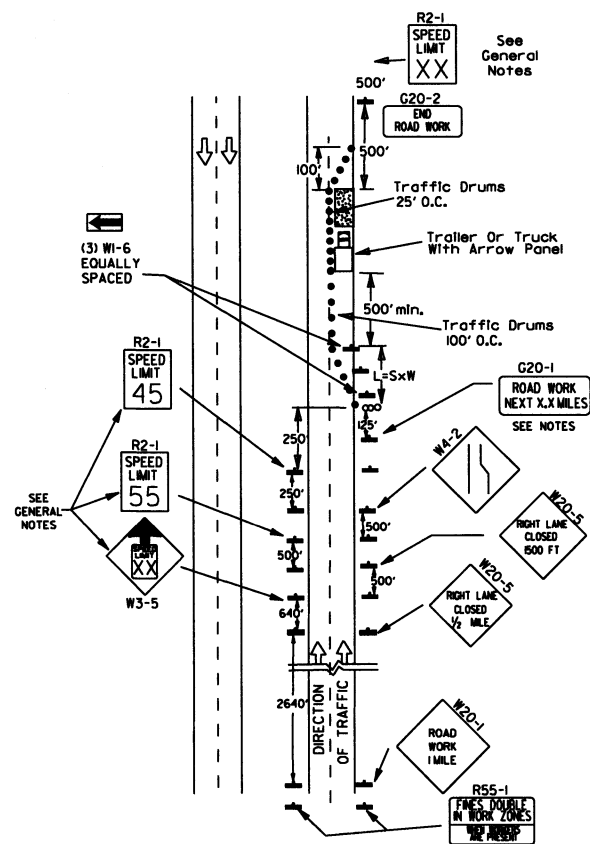 R2-1
SPEED
LIMIT
XX
See
General
Notes
500'
G20-2
END
ROAD WORK
500'
100'
Traffic Drums
25' O.C.
Trailer Or Truck
With Arrow Panel
(3) W1-6
EQUALLY
SPACED
500' min.
Traffic Drums
100' O.C.
L=S×W
R2-1
SPEED
LIMIT
45
G20-1
ROAD WORK
NEXT X.X MILES
SEE NOTES
125'
250'
R2-1
SPEED
LIMIT
55
W4-2
250'
SEE
GENERAL
NOTES
500'
W20-5
RIGHT LANE
CLOSED
1500 FT
500'
SPEED
LIMIT
XX
W3-5
500'
W20-5
RIGHT LANE
CLOSED
1/2 MILE
640'
2640'
DIRECTION
OF TRAFFIC
W20-1
ROAD
WORK
1 MILE
R55-1
FINES DOUBLE
IN WORK ZONES
WHEN WORKERS
ARE PRESENT